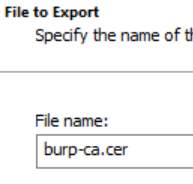 File to Export
Specify the name of th
File name:
burp-ca.cer